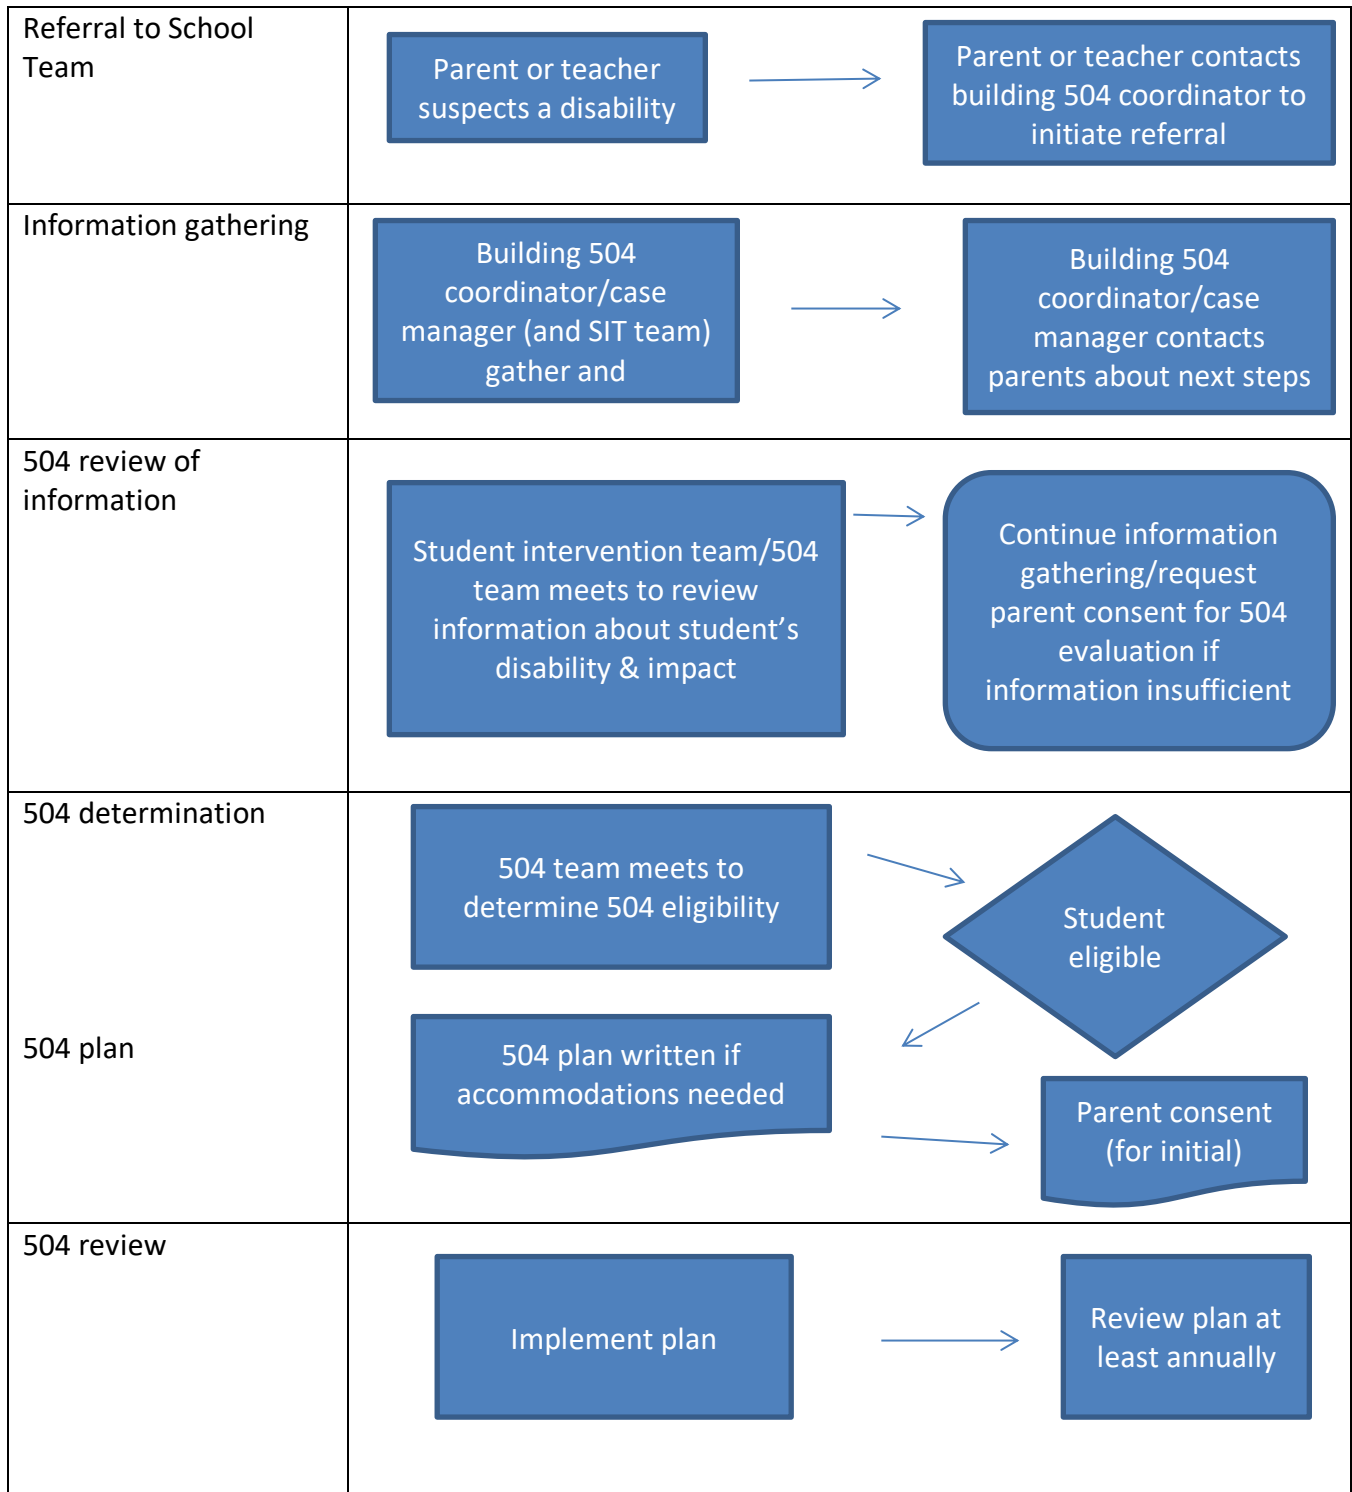 Referral to School
Team
Parent or teacher
suspects a disability
Parent or teacher contacts
building 504 coordinator to
initiate referral
Information gathering
Building 504
coordinator/case
manager (and SIT team)
gather and
Building 504
coordinator/case
manager contacts
parents about next steps
504 review of
information
Student intervention team/504
team meets to review
information about student’s
disability & impact
Continue information
gathering/request
parent consent for 504
evaluation if
information insufficient
504 determination
504 team meets to
determine 504 eligibility
Student
eligible
504 plan
504 plan written if
accommodations needed
Parent consent
(for initial)
504 review
Implement plan
Review plan at
least annually